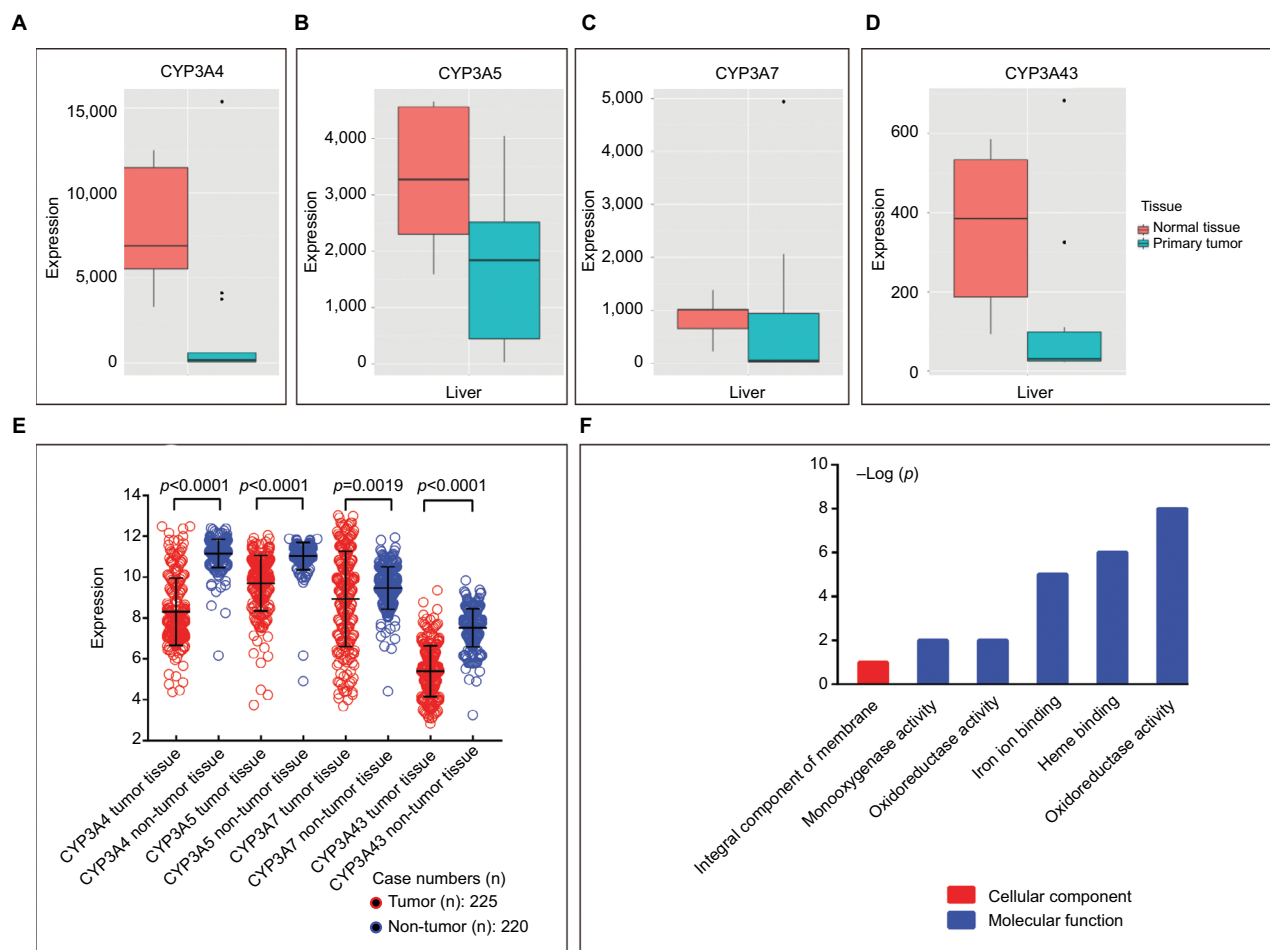 A
B
C
D
CYP3A4
CYP3A5
CYP3A7
CYP3A43
Expression
15,000
10,000
5,000
0
Expression
4,000
3,000
2,000
1,000
0
Liver
Expression
5,000
4,000
3,000
2,000
1,000
0
Liver
Expression
600
400
200
0
Liver
Tissue
Normal tissue
Primary tumor
E
F
p<0.0001
p<0.0001
p=0.0019
p<0.0001
Expression
14
12
10
8
6
4
2
CYP3A4 tumor tissue
CYP3A4 non-tumor tissue
CYP3A5 tumor tissue
CYP3A5 non-tumor tissue
CYP3A7 tumor tissue
CYP3A7 non-tumor tissue
CYP3A43 tumor tissue
CYP3A43 non-tumor tissue
Case numbers (n)
Tumor (n): 225
Non-tumor (n): 220
–Log (p)
10
8
6
4
2
0
Integral component of membrane
Monooxygenase activity
Oxidoreductase activity
Iron ion binding
Heme binding
Oxidoreductase activity
Cellular component
Molecular function